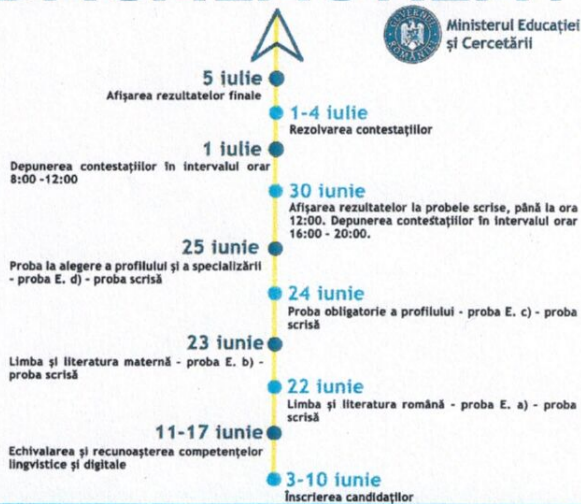 GUVERNUL ROMÂNIEI
Ministerul Educației
și Cercetării
5 iulie
Afișarea rezultatelor finale
1-4 iulie
Rezolvarea contestațiilor
1 iulie
Depunerea contestațiilor în intervalul orar
8:00 -12:00
30 iunie
Afișarea rezultatelor la probele scrise, până la ora
12:00. Depunerea contestațiilor în intervalul orar
16:00 - 20:00.
25 iunie
Proba la alegere a profilului și a specializării
- proba E. d) - proba scrisă
24 iunie
Proba obligatorie a profilului - proba E. c) - proba
scrisă
23 iunie
Limba și literatura maternă - proba E. b) -
proba scrisă
22 iunie
Limba și literatura română - proba E. a) - proba
scrisă
11-17 iunie
Echivalarea și recunoașterea competențelor
lingvistice și digitale
3-10 iunie
Înscrierea candidaților